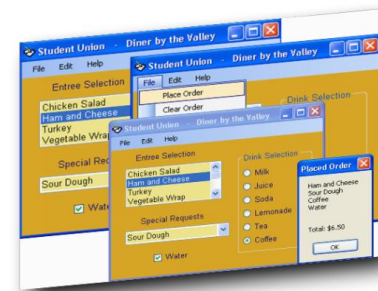 Student Union - Diner by the Valley
File Edit Help
Entree Selection
Chicken Salad
Ham and Cheese
Turkey
Vegetable Wrap
Special Req
Sour Dough
Wate
Student Union - Diner by the Valley
File Edit Help
Place Order
Clear Order
Drink Selection
Student Union - Diner by the Valley
File Edit Help
Entree Selection
Chicken Salad
Ham and Cheese
Turkey
Vegetable Wrap
Special Requests
Sour Dough
Water
Drink Selection
Milk
Juice
Soda
Lemonade
Tea
Coffee
Placed Order
Ham and Cheese
Sour Dough
Coffee
Water
Total: $6.50
OK